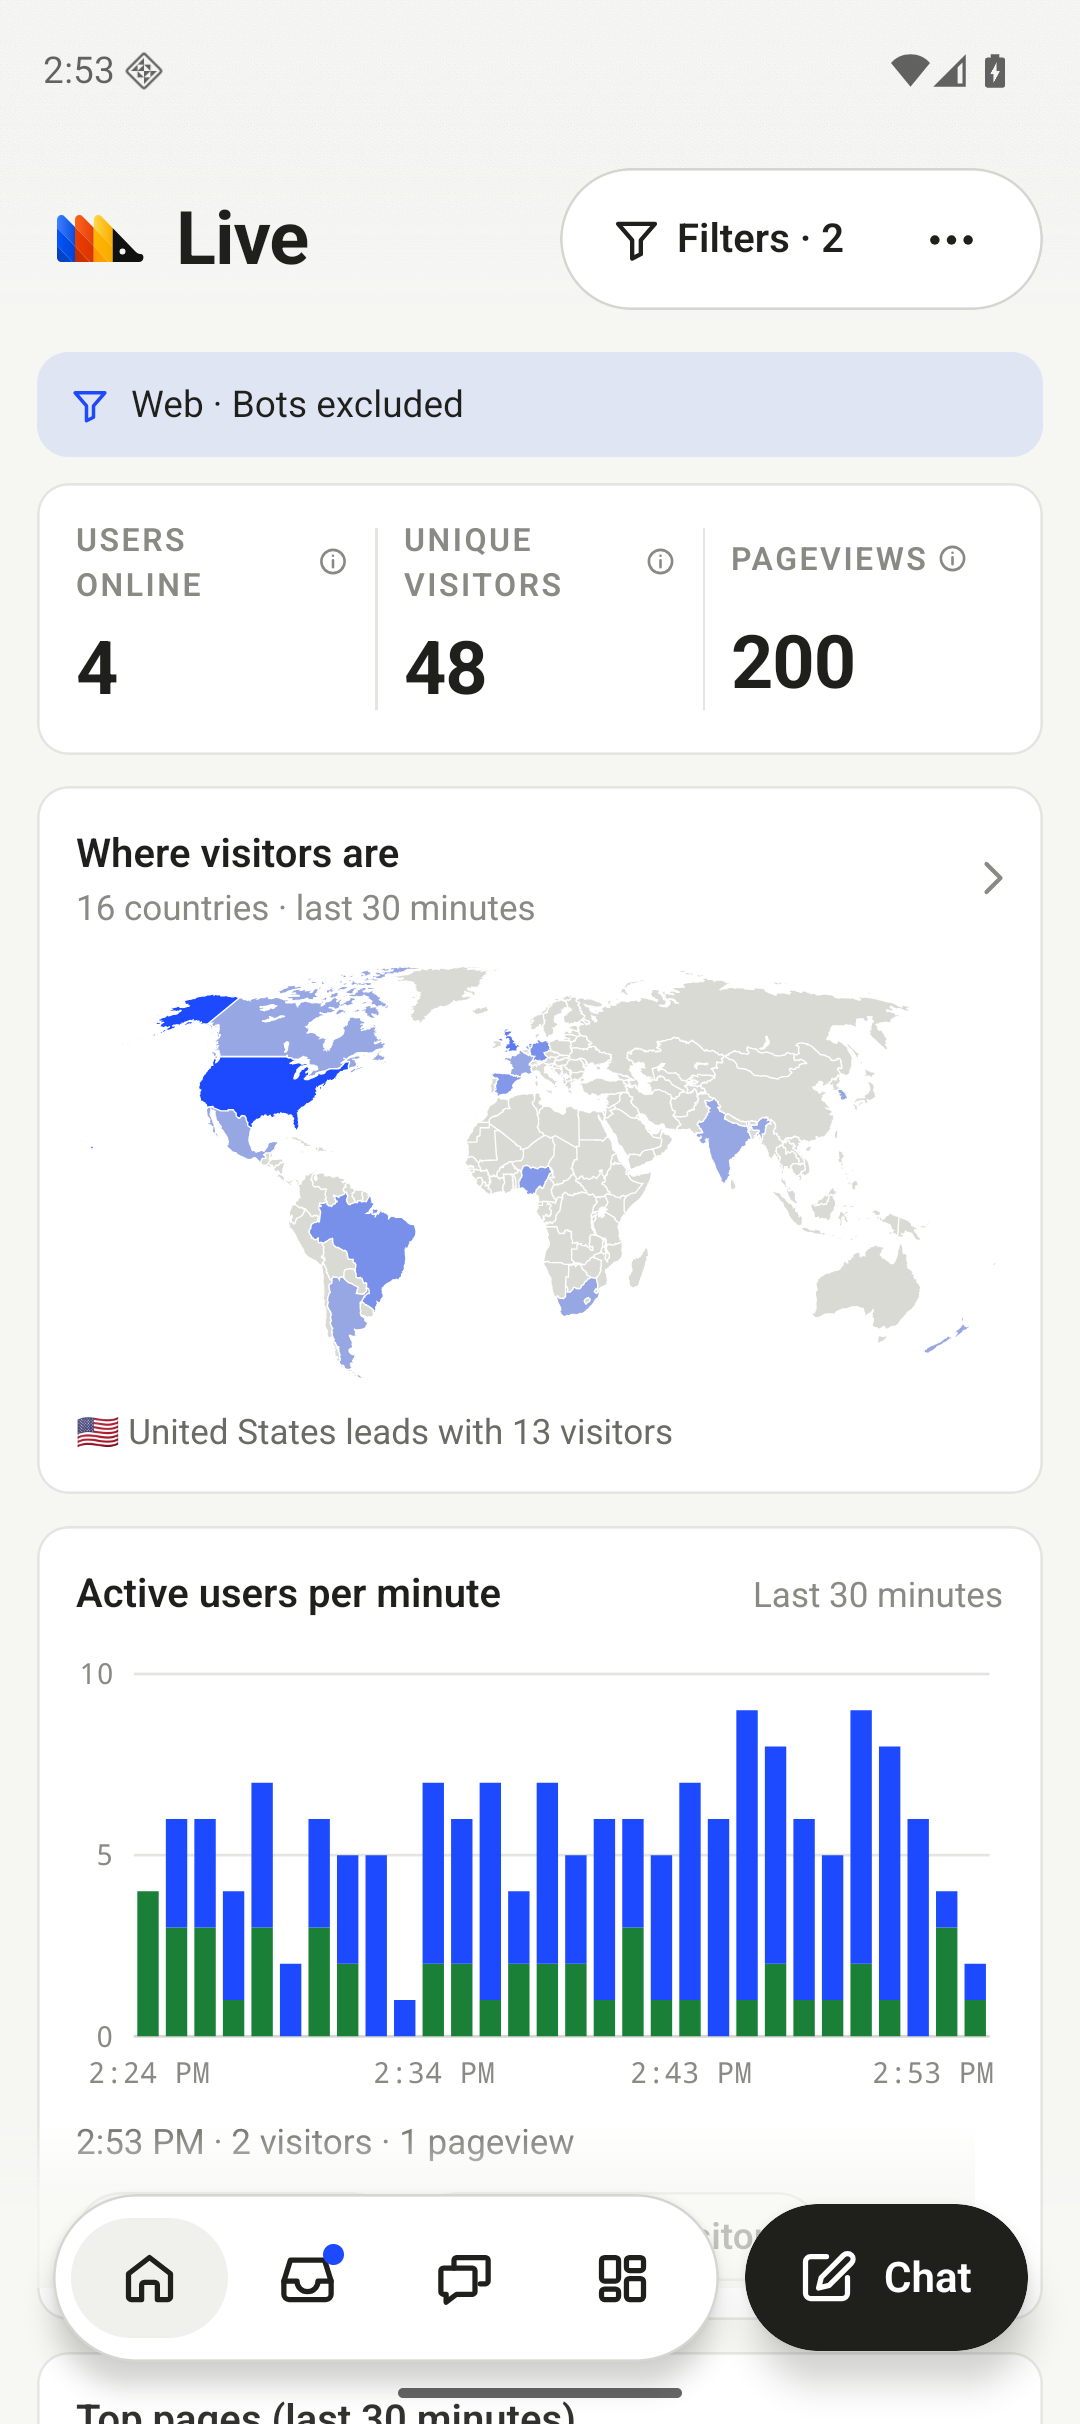 2:53
Live
Filters · 2
Web · Bots excluded
USERS ONLINE
4
UNIQUE VISITORS
48
PAGEVIEWS
200
Where visitors are
16 countries · last 30 minutes
United States leads with 13 visitors
Active users per minute
Last 30 minutes
10
5
0
2:24 PM
2:34 PM
2:43 PM
2:53 PM
2:53 PM · 2 visitors · 1 pageview
Chat
Top pages (last 30 minutes)